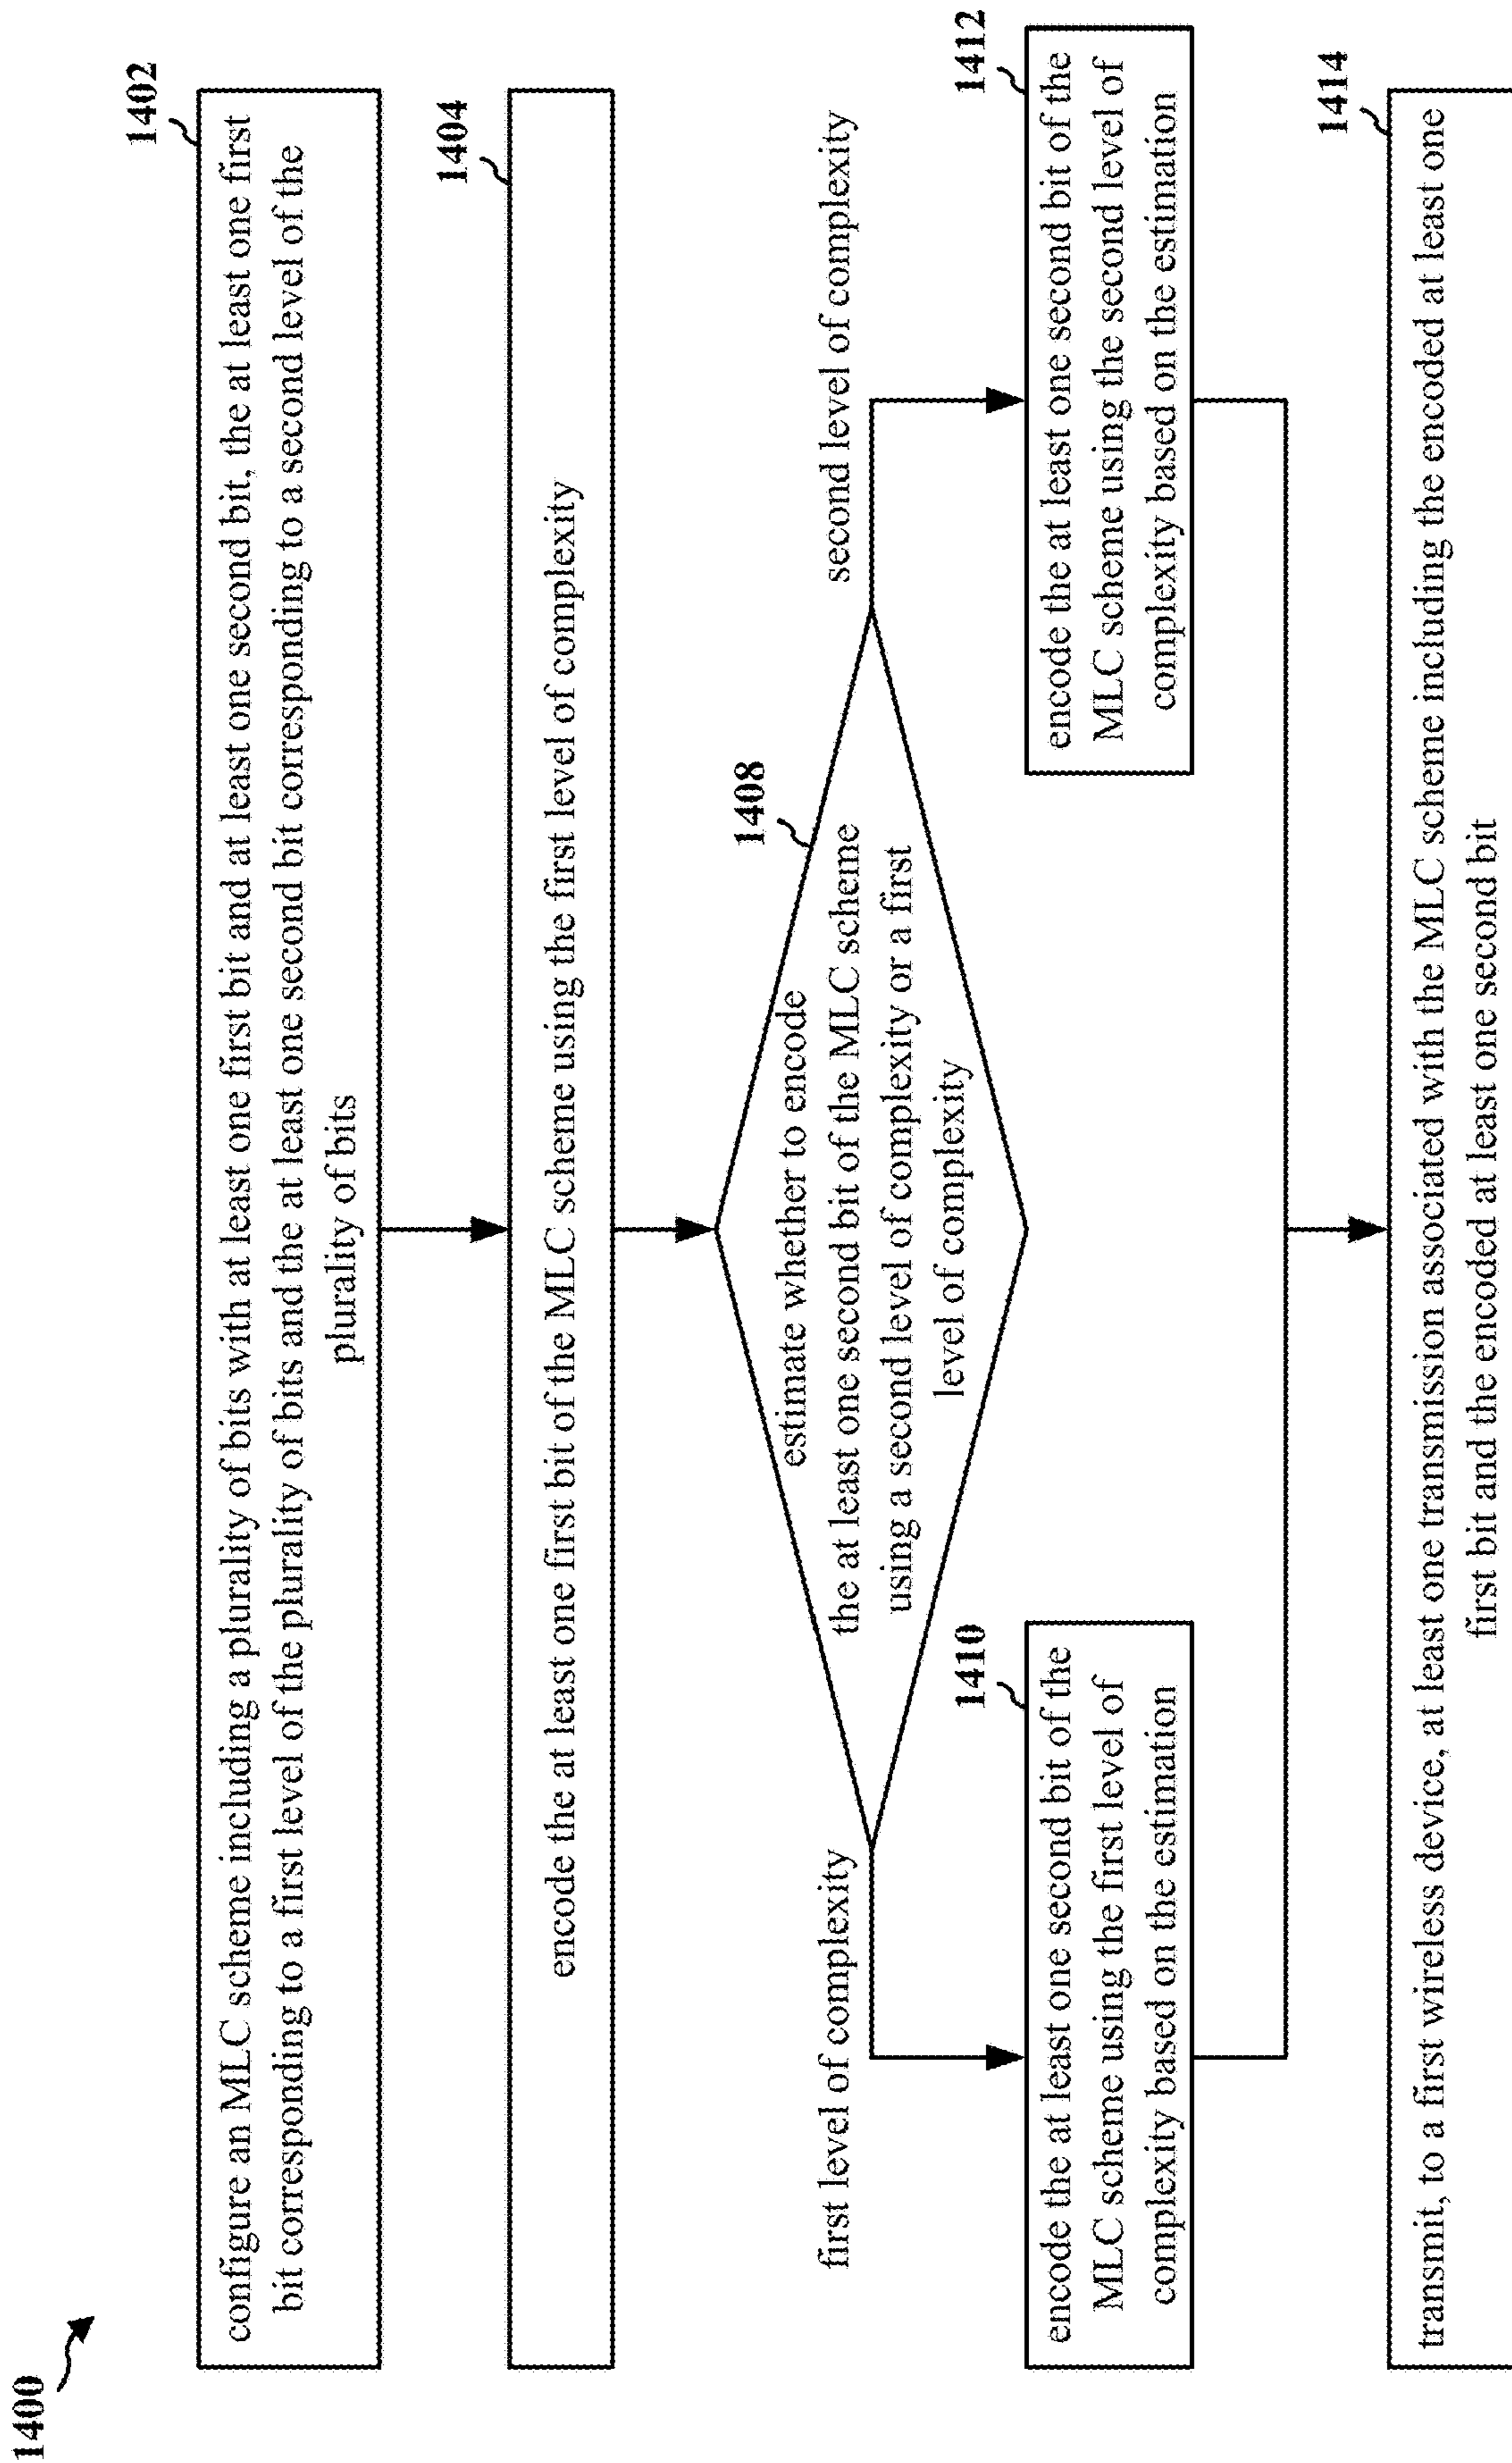 1400
1402
configure an MLC scheme including a plurality of bits with at least one first bit and at least one second bit, the at least one first
bit corresponding to a first level of the plurality of bits and the at least one second bit corresponding to a second level of the
plurality of bits
1404
encode the at least one first bit of the MLC scheme using the first level of complexity
1408
estimate whether to encode
the at least one second bit of the MLC scheme
using a second level of complexity or a first
level of complexity
first level of complexity
second level of complexity
1410
encode the at least one second bit of the
MLC scheme using the first level of
complexity based on the estimation
1412
encode the at least one second bit of the
MLC scheme using the second level of
complexity based on the estimation
1414
transmit, to a first wireless device, at least one transmission associated with the MLC scheme including the encoded at least one
first bit and the encoded at least one second bit